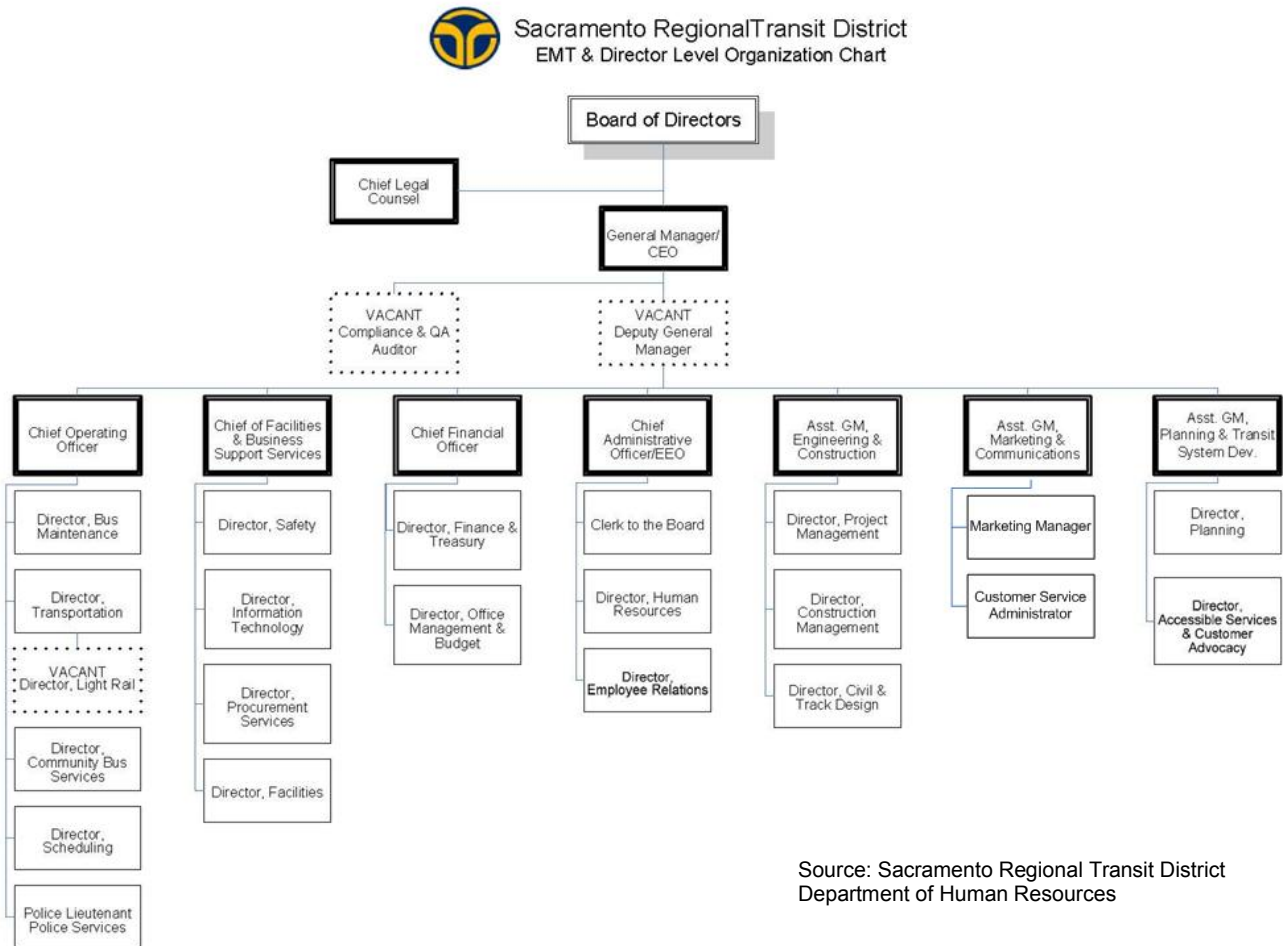 Sacramento RegionalTransit District
EMT & Director Level Organization Chart
Board of Directors
Chief Legal
Counsel
General Manager/
CEO
VACANT
Compliance & QA
Auditor
VACANT
Deputy General
Manager
Chief Operating
Officer
Chief of Facilities
& Business
Support Services
Chief Financial
Officer
Chief
Administrative
Officer/EEO
Asst. GM,
Engineering &
Construction
Asst. GM,
Marketing &
Communications
Asst. GM,
Planning & Transit
System Dev.
Director, Bus
Maintenance
Director,
Transportation
VACANT
Director, Light Rail
Director,
Community Bus
Services
Director,
Scheduling
Police Lieutenant
Police Services
Director, Safety
Director,
Information
Technology
Director,
Procurement
Services
Director, Facilities
Director, Finance &
Treasury
Director, Office
Management &
Budget
Clerk to the Board
Director, Human
Resources
Director,
Employee Relations
Director, Project
Management
Director,
Construction
Management
Director, Civil &
Track Design
Marketing Manager
Customer Service
Administrator
Director,
Planning
Director,
Accessible Services
& Customer
Advocacy
Source: Sacramento Regional Transit District
Department of Human Resources